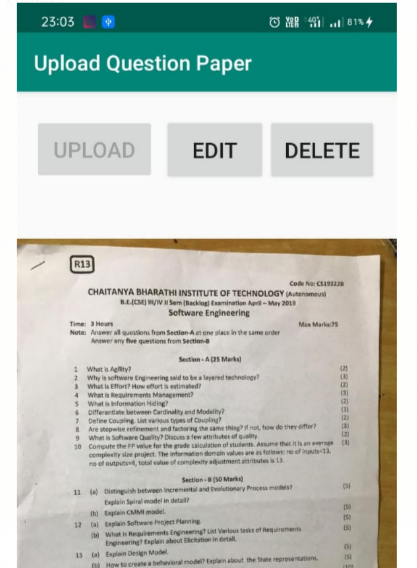 23:03
81%
Upload Question Paper
UPLOAD EDIT DELETE
R13
Code No: CS193228
CHAITANYA BHARATHI INSTITUTE OF TECHNOLOGY (Autonomous)
B.E.(CSE) III/IV II Sem (Backlog) Examination April – May 2019
Software Engineering
Time: 3 Hours Max Marks:75
Note: Answer all questions from Section-A at one place in the same order
Answer any five questions from Section-B
Section - A (25 Marks)
1 What is Agility? (2)
2 Why is software Engineering said to be a layered technology? (3)
3 What is Effort? How effort is estimated? (2)
4 What is Requirements Management? (3)
5 What is Information Hiding? (2)
6 Differentiate between Cardinality and Modality? (3)
7 Define Coupling. List various types of Coupling? (2)
8 Are stepwise refinement and factoring the same thing? If not, how do they differ? (3)
9 What is Software Quality? Discuss a few attributes of quality. (2)
10 Compute the FP value for the grade calculation of students. Assume that it is an average (3)
complexity size project. The information domain values are as follows: no of inputs=13,
no of outputs=4, total value of complexity adjustment attributes is 13.
Section - B (50 Marks)
11 (a) Distinguish between Incremental and Evolutionary Process models? (5)
Explain Spiral model in detail?
(b) Explain CMMI model. (5)
12 (a) Explain Software Project Planning. (5)
(b) What is Requirements Engineering? List Various Tasks of Requirements (5)
Engineering? Explain about Elicitation in detail.
13 (a) Explain Design Model. (5)
(b) How to create a behavioral model? Explain about the State representations. (5)